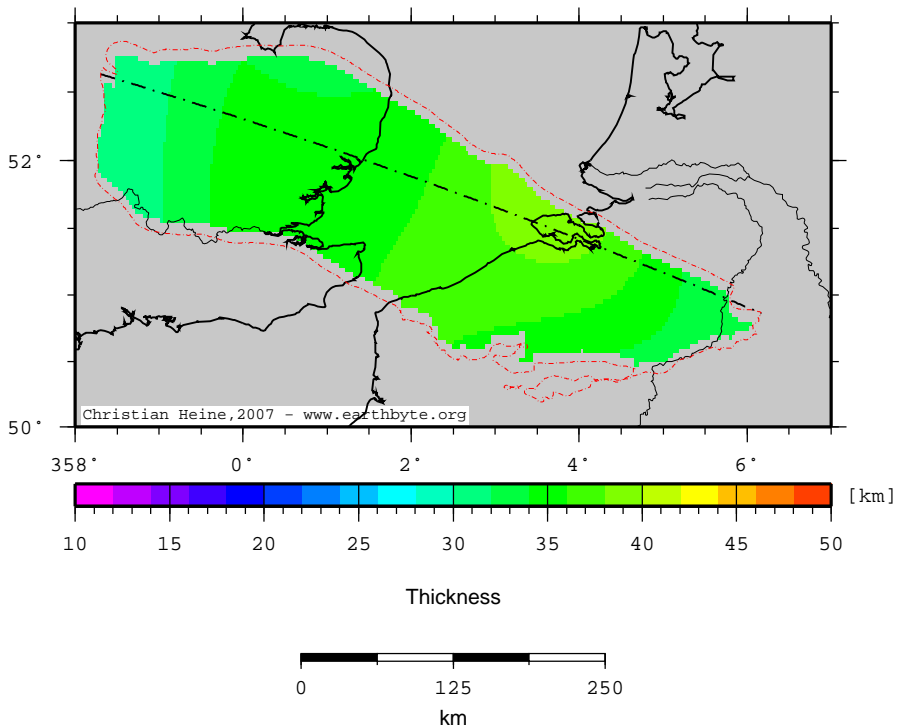 52°
50°
Christian Heine,2007 - www.earthbyte.org
358° 0° 2° 4° 6°
[km]
10 15 20 25 30 35 40 45 50
Thickness
0 125 250
km